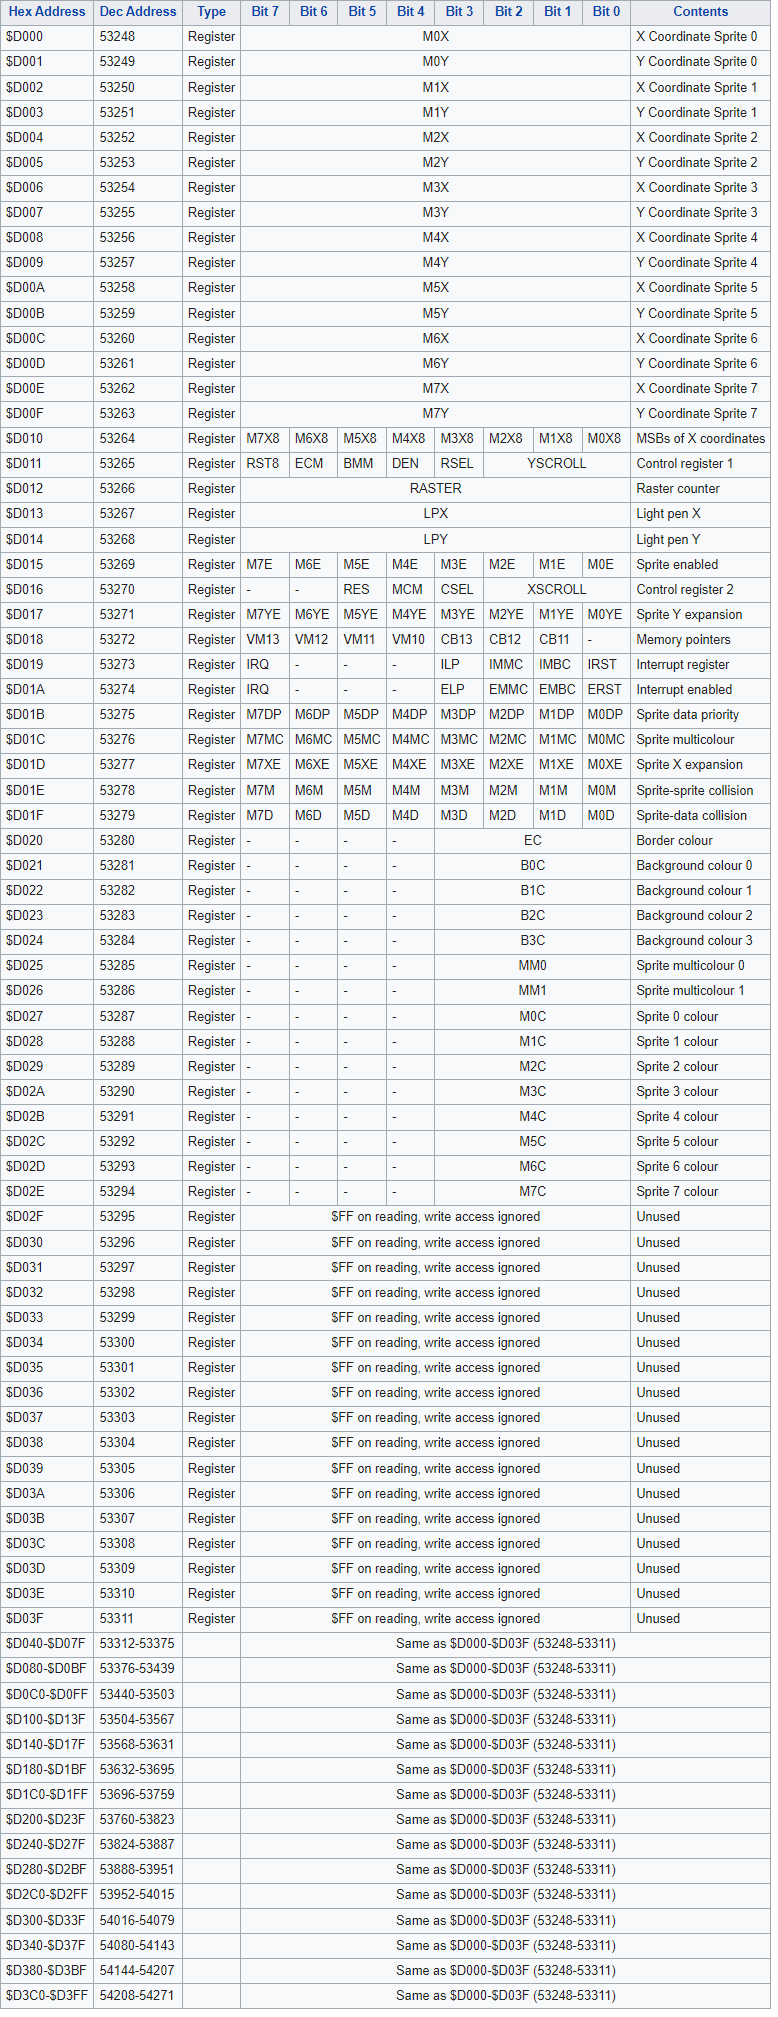 Hex Address Dec Address Type Bit 7 Bit 6 Bit 5 Bit 4 Bit 3 Bit 2 Bit 1 Bit 0 Contents
$D000 53248 Register M0X X Coordinate Sprite 0
$D001 53249 Register M0Y Y Coordinate Sprite 0
$D002 53250 Register M1X X Coordinate Sprite 1
$D003 53251 Register M1Y Y Coordinate Sprite 1
$D004 53252 Register M2X X Coordinate Sprite 2
$D005 53253 Register M2Y Y Coordinate Sprite 2
$D006 53254 Register M3X X Coordinate Sprite 3
$D007 53255 Register M3Y Y Coordinate Sprite 3
$D008 53256 Register M4X X Coordinate Sprite 4
$D009 53257 Register M4Y Y Coordinate Sprite 4
$D00A 53258 Register M5X X Coordinate Sprite 5
$D00B 53259 Register M5Y Y Coordinate Sprite 5
$D00C 53260 Register M6X X Coordinate Sprite 6
$D00D 53261 Register M6Y Y Coordinate Sprite 6
$D00E 53262 Register M7X X Coordinate Sprite 7
$D00F 53263 Register M7Y Y Coordinate Sprite 7
$D010 53264 Register M7X8 M6X8 M5X8 M4X8 M3X8 M2X8 M1X8 M0X8 MSBs of X coordinates
$D011 53265 Register RST8 ECM BMM DEN RSEL YSCROLL Control register 1
$D012 53266 Register RASTER Raster counter
$D013 53267 Register LPX Light pen X
$D014 53268 Register LPY Light pen Y
$D015 53269 Register M7E M6E M5E M4E M3E M2E M1E M0E Sprite enabled
$D016 53270 Register - - RES MCM CSEL XSCROLL Control register 2
$D017 53271 Register M7YE M6YE M5YE M4YE M3YE M2YE M1YE M0YE Sprite Y expansion
$D018 53272 Register VM13 VM12 VM11 VM10 CB13 CB12 CB11 - Memory pointers
$D019 53273 Register IRQ - - - ILP IMMC IMBC IRST Interrupt register
$D01A 53274 Register IRQ - - - ELP EMMC EMBC ERST Interrupt enabled
$D01B 53275 Register M7DP M6DP M5DP M4DP M3DP M2DP M1DP M0DP Sprite data priority
$D01C 53276 Register M7MC M6MC M5MC M4MC M3MC M2MC M1MC M0MC Sprite multicolour
$D01D 53277 Register M7XE M6XE M5XE M4XE M3XE M2XE M1XE M0XE Sprite X expansion
$D01E 53278 Register M7M M6M M5M M4M M3M M2M M1M M0M Sprite-sprite collision
$D01F 53279 Register M7D M6D M5D M4D M3D M2D M1D M0D Sprite-data collision
$D020 53280 Register - - - - EC Border colour
$D021 53281 Register - - - - B0C Background colour 0
$D022 53282 Register - - - - B1C Background colour 1
$D023 53283 Register - - - - B2C Background colour 2
$D024 53284 Register - - - - B3C Background colour 3
$D025 53285 Register - - - - MM0 Sprite multicolour 0
$D026 53286 Register - - - - MM1 Sprite multicolour 1
$D027 53287 Register - - - - M0C Sprite 0 colour
$D028 53288 Register - - - - M1C Sprite 1 colour
$D029 53289 Register - - - - M2C Sprite 2 colour
$D02A 53290 Register - - - - M3C Sprite 3 colour
$D02B 53291 Register - - - - M4C Sprite 4 colour
$D02C 53292 Register - - - - M5C Sprite 5 colour
$D02D 53293 Register - - - - M6C Sprite 6 colour
$D02E 53294 Register - - - - M7C Sprite 7 colour
$D02F 53295 Register $FF on reading, write access ignored Unused
$D030 53296 Register $FF on reading, write access ignored Unused
$D031 53297 Register $FF on reading, write access ignored Unused
$D032 53298 Register $FF on reading, write access ignored Unused
$D033 53299 Register $FF on reading, write access ignored Unused
$D034 53300 Register $FF on reading, write access ignored Unused
$D035 53301 Register $FF on reading, write access ignored Unused
$D036 53302 Register $FF on reading, write access ignored Unused
$D037 53303 Register $FF on reading, write access ignored Unused
$D038 53304 Register $FF on reading, write access ignored Unused
$D039 53305 Register $FF on reading, write access ignored Unused
$D03A 53306 Register $FF on reading, write access ignored Unused
$D03B 53307 Register $FF on reading, write access ignored Unused
$D03C 53308 Register $FF on reading, write access ignored Unused
$D03D 53309 Register $FF on reading, write access ignored Unused
$D03E 53310 Register $FF on reading, write access ignored Unused
$D03F 53311 Register $FF on reading, write access ignored Unused
$D040-$D07F 53312-53375 Same as $D000-$D03F (53248-53311)
$D080-$D0BF 53376-53439 Same as $D000-$D03F (53248-53311)
$D0C0-$D0FF 53440-53503 Same as $D000-$D03F (53248-53311)
$D100-$D13F 53504-53567 Same as $D000-$D03F (53248-53311)
$D140-$D17F 53568-53631 Same as $D000-$D03F (53248-53311)
$D180-$D1BF 53632-53695 Same as $D000-$D03F (53248-53311)
$D1C0-$D1FF 53696-53759 Same as $D000-$D03F (53248-53311)
$D200-$D23F 53760-53823 Same as $D000-$D03F (53248-53311)
$D240-$D27F 53824-53887 Same as $D000-$D03F (53248-53311)
$D280-$D2BF 53888-53951 Same as $D000-$D03F (53248-53311)
$D2C0-$D2FF 53952-54015 Same as $D000-$D03F (53248-53311)
$D300-$D33F 54016-54079 Same as $D000-$D03F (53248-53311)
$D340-$D37F 54080-54143 Same as $D000-$D03F (53248-53311)
$D380-$D3BF 54144-54207 Same as $D000-$D03F (53248-53311)
$D3C0-$D3FF 54208-54271 Same as $D000-$D03F (53248-53311)